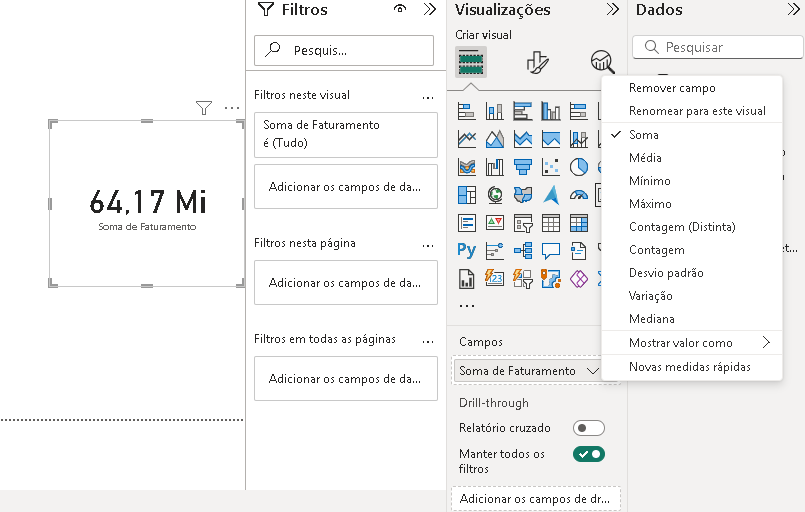 Filtros
Pesquis...
Filtros neste visual
...
Soma de Faturamento
é (Tudo)
Adicionar os campos de da...
Filtros nesta página
...
Adicionar os campos de da...
Filtros em todas as páginas
...
Adicionar os campos de da...
...
64,17 Mi
Soma de Faturamento
Visualizações
Criar visual
Py
123
...
Campos
Soma de Faturamento
Drill-through
Relatório cruzado
Manter todos os
filtros
Adicionar os campos de dr...
Dados
Pesquisar
Remover campo
Renomear para este visual
Soma
Média
Mínimo
Máximo
Contagem (Distinta)
Contagem
Desvio padrão
Variação
Mediana
Mostrar valor como
Novas medidas rápidas